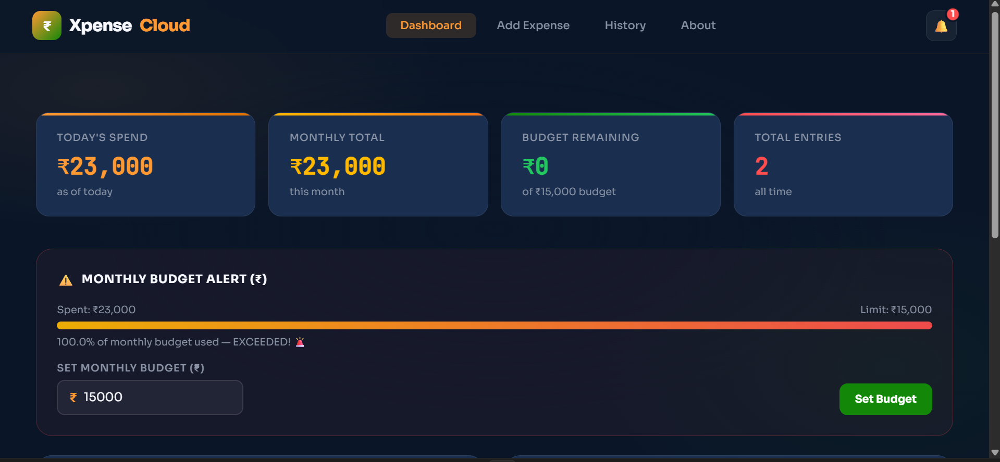 ₹ Xpense Cloud
Dashboard Add Expense History About
1
TODAY'S SPEND
₹23,000
as of today
MONTHLY TOTAL
₹23,000
this month
BUDGET REMAINING
₹0
of ₹15,000 budget
TOTAL ENTRIES
2
all time
MONTHLY BUDGET ALERT (₹)
Spent: ₹23,000
Limit: ₹15,000
100.0% of monthly budget used — EXCEEDED! 🚨
SET MONTHLY BUDGET (₹)
₹ 15000
Set Budget